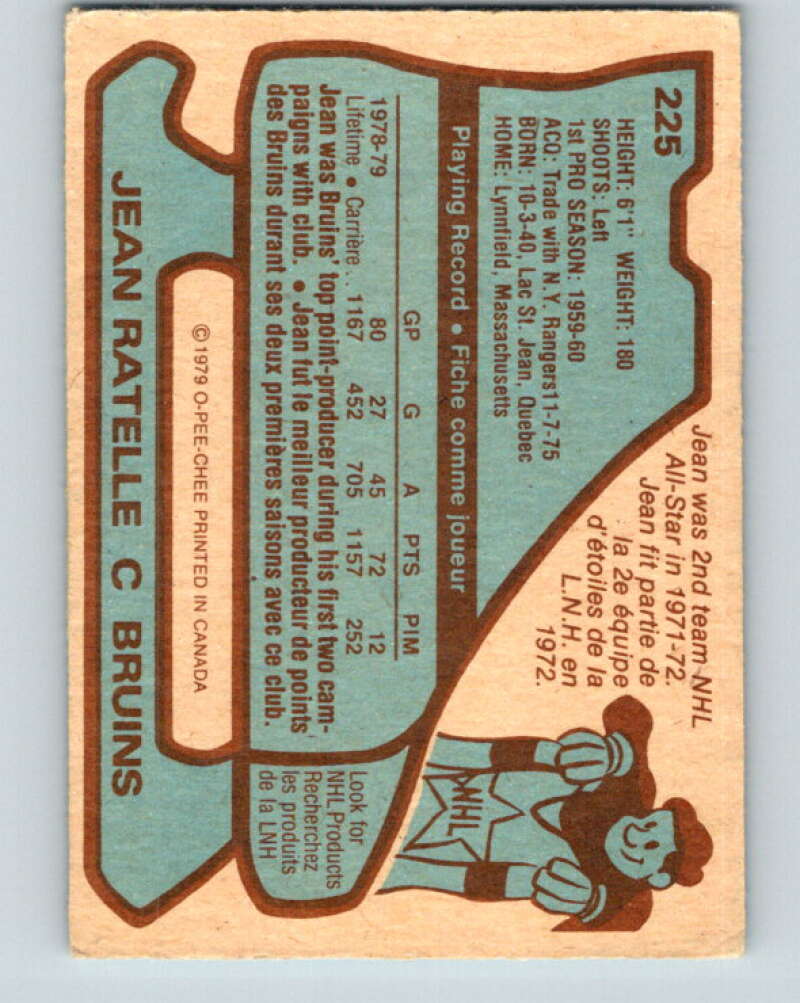 225
HEIGHT: 6'1" WEIGHT: 180
SHOOTS: Left
1st PRO SEASON: 1959-60
ACQ: Trade with N.Y. Rangers11-7-75
BORN: 10-3-40, Lac St. Jean, Quebec
HOME: Lynnfield, Massachusetts
Jean was 2nd team NHL
All-Star in 1971-72.
Jean fit partie de
la 2e équipe
d'étoiles de la
L.N.H. en
1972.
NHL
Playing Record • Fiche comme joueur
GP G A PTS PIM
1978-79 80 27 45 72 12
Lifetime • Carrière.. 1167 452 705 1157 252
Jean was Bruins' top point-producer during his first two cam-
paigns with club. • Jean fut le meilleur producteur de points
des Bruins durant ses deux premières saisons avec ce club.
Look for
NHL Products
Recherchez
les produits
de la LNH
© 1979 O-PEE-CHEE PRINTED IN CANADA
JEAN RATELLE C BRUINS